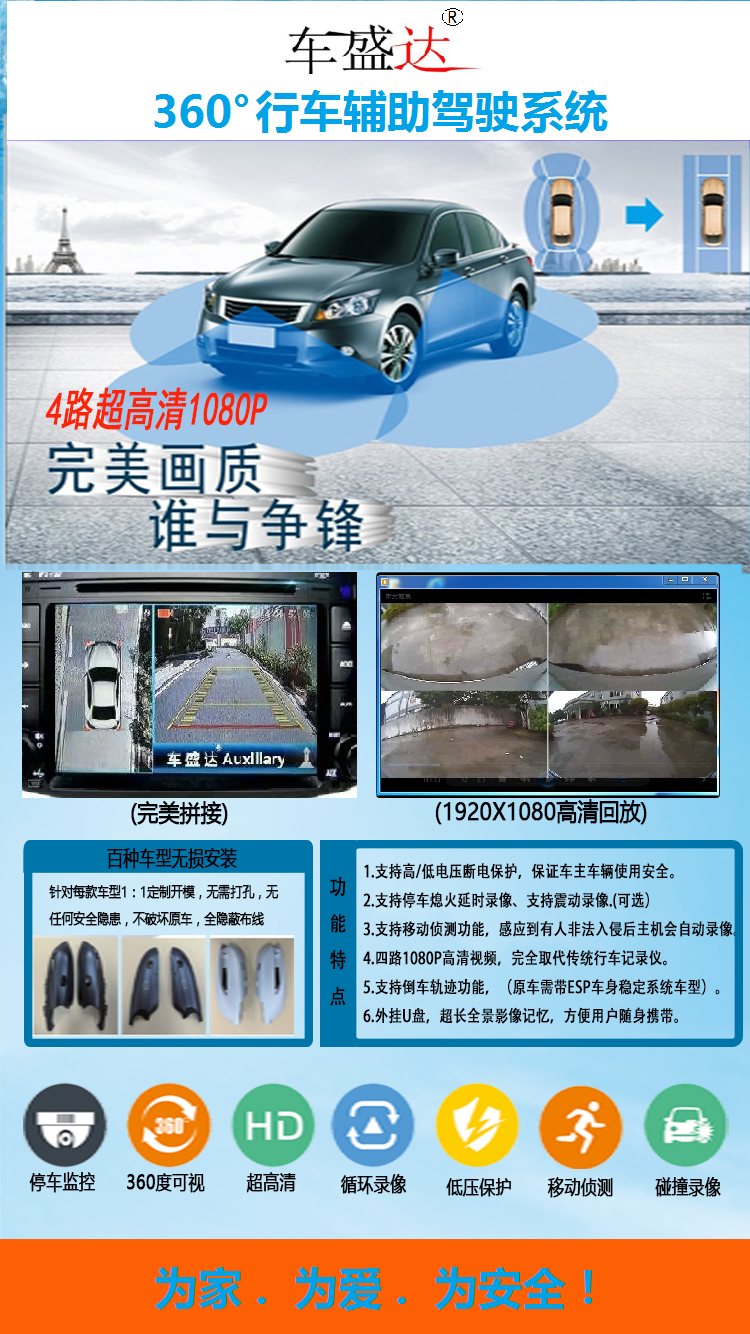 车盛达®
360°行车辅助驾驶系统
4路超高清1080P
完美画质
谁与争锋
车盛达 Auxillary
(完美拼接)
(1920X1080高清回放)
百种车型无损安装
针对每款车型1：1定制开模，无需打孔，无
任何安全隐患，不破坏原车，全隐蔽布线
功能特点
1.支持高/低电压断电保护，保证车主车辆使用安全。
2.支持停车熄火延时录像、支持震动录像.(可选)
3.支持移动侦测功能，感应到有人非法入侵后主机会自动录像.
4.四路1080P高清视频，完全取代传统行车记录仪。
5.支持倒车轨迹功能，（原车需带ESP车身稳定系统车型）。
6.外挂U盘，超长全景影像记忆，方便用户随身携带。
360°
HD
停车监控
360度可视
超高清
循环录像
低压保护
移动侦测
碰撞录像
为家．为爱．为安全！